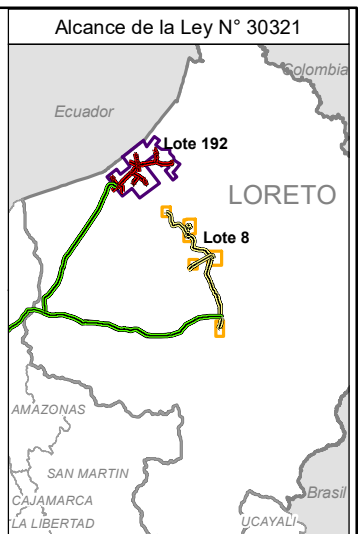 Alcance de la Ley N° 30321
Colombia
Ecuador
Lote 192
LORETO
Lote 8
AMAZONAS
SAN MARTIN
CAJAMARCA
LA LIBERTAD
Brasil
UCAYALI